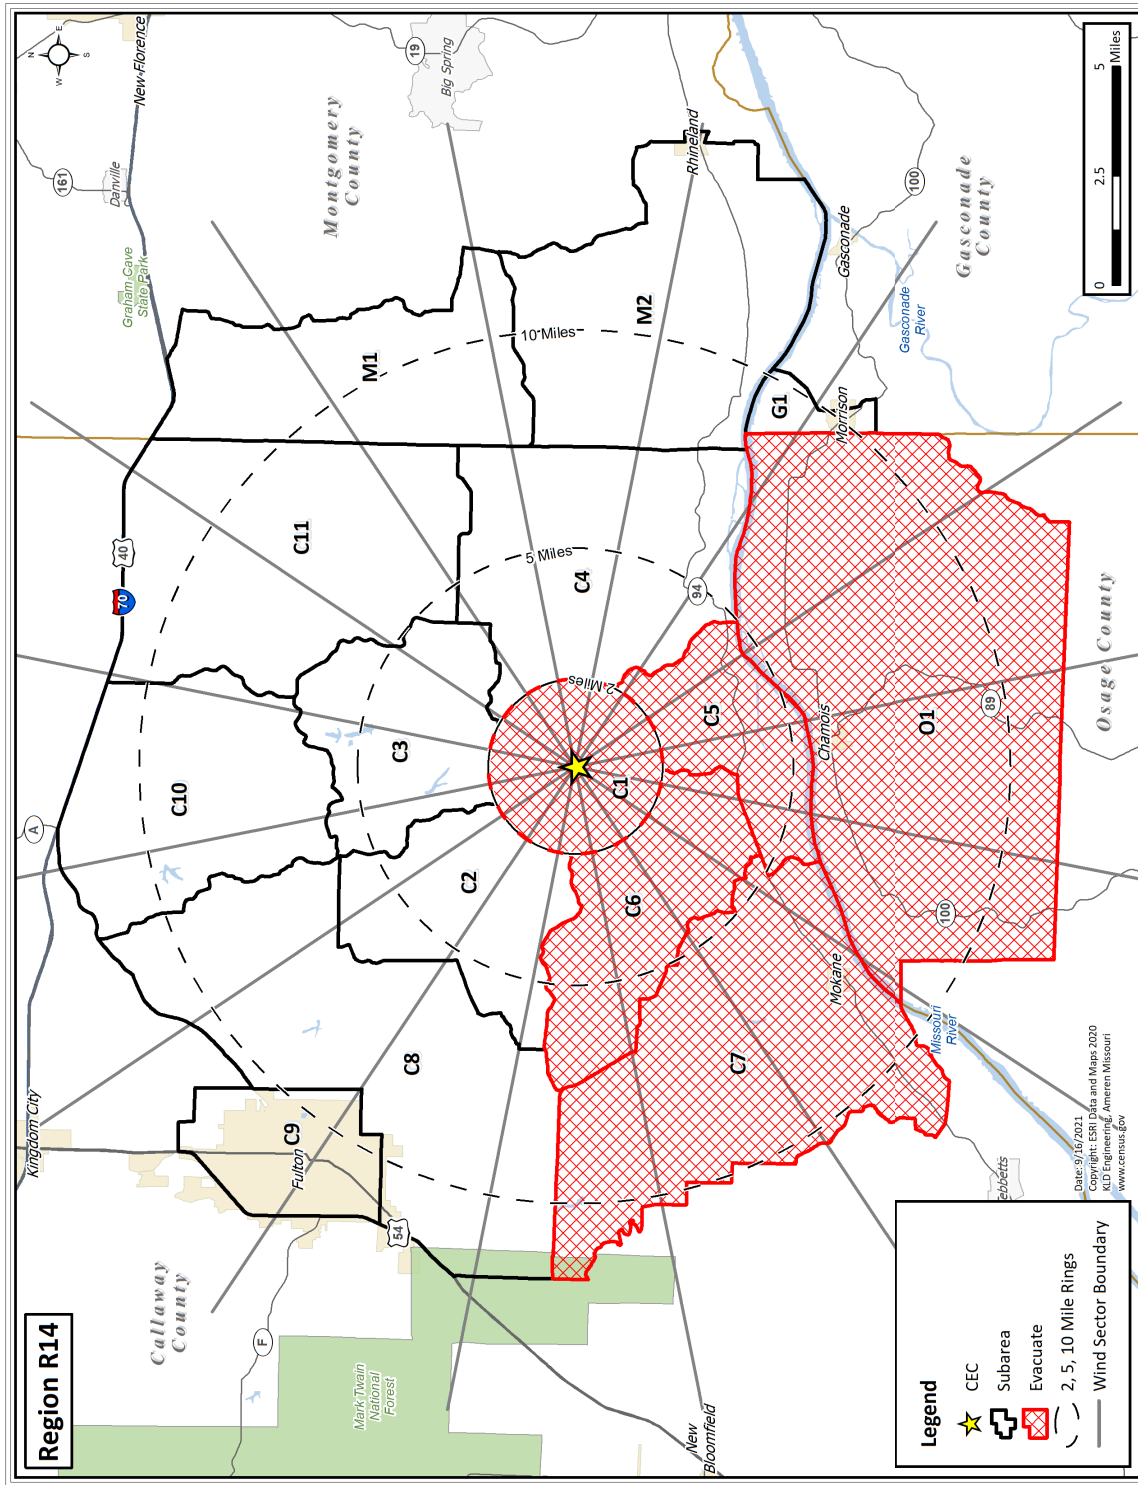 Region R14
N
E
S
W
Callaway
County
Montgomery
County
Gasconade
County
Osage County
Kingdom City
New Florence
Danville
Graham Cave
State Park
Big Spring
Rhineland
Gasconade
Gasconade
River
Morrison
Chamois
Mokane
Missouri
River
Tebbetts
Fulton
New
Bloomfield
Mark Twain
National
Forest
A
F
161
19
40
70
54
94
100
100
89
C1
C2
C3
C4
C5
C6
C7
C8
C9
C10
C11
M1
M2
G1
O1
2 Miles
5 Miles
10 Miles
Legend
CEC
Subarea
Evacuate
2, 5, 10 Mile Rings
Wind Sector Boundary
Date: 9/16/2021
Copyright: ESRI Data and Maps 2020
KLD Engineering, Ameren Missouri
www.census.gov
0 2.5 5
Miles